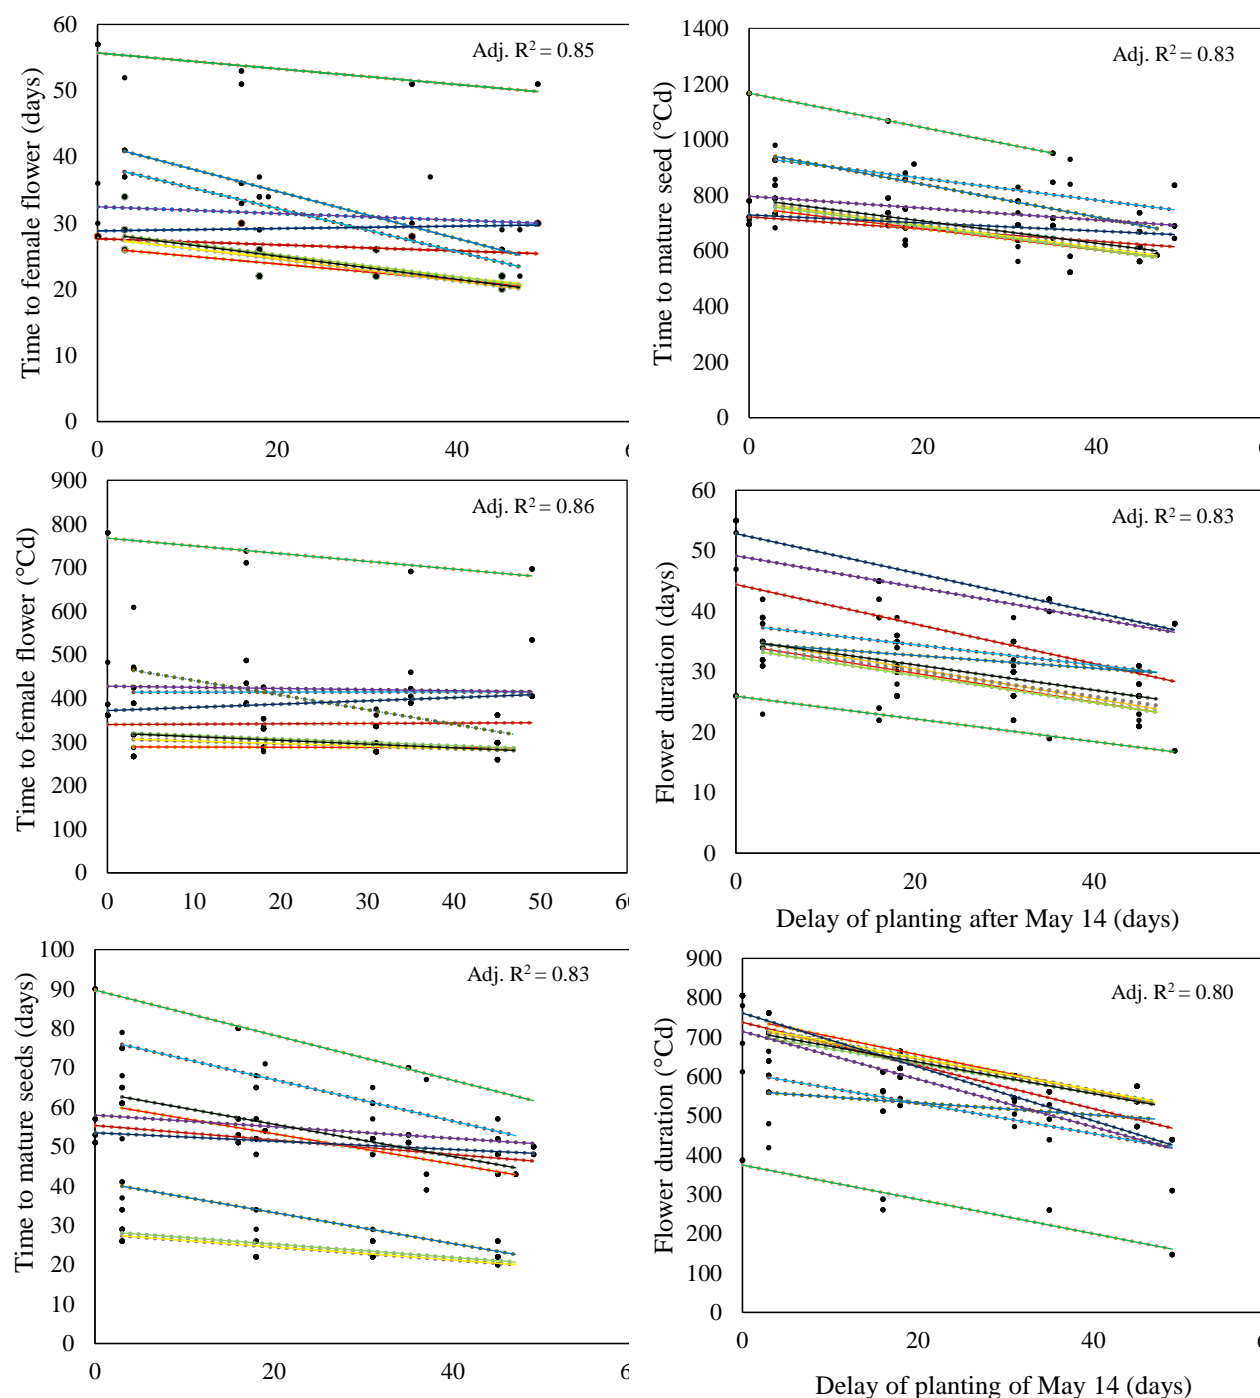 60
50
40
30
20
10
0
Time to female flower (days)
Adj. R² = 0.85
0 20 40 6
1400
1200
1000
800
600
400
200
0
Time to mature seed (°Cd)
Adj. R² = 0.83
0 20 40 6
900
800
700
600
500
400
300
200
100
0
Time to female flower (°Cd)
Adj. R² = 0.86
0 10 20 30 40 50 60
60
50
40
30
20
10
0
Flower duration (days)
Adj. R² = 0.83
0 20 40 6
Delay of planting after May 14 (days)
100
90
80
70
60
50
40
30
20
10
0
Time to mature seeds (days)
Adj. R² = 0.83
0 20 40 6
900
800
700
600
500
400
300
200
100
0
Flower duration (°Cd)
Adj. R² = 0.80
0 20 40 6
Delay of planting of May 14 (days)